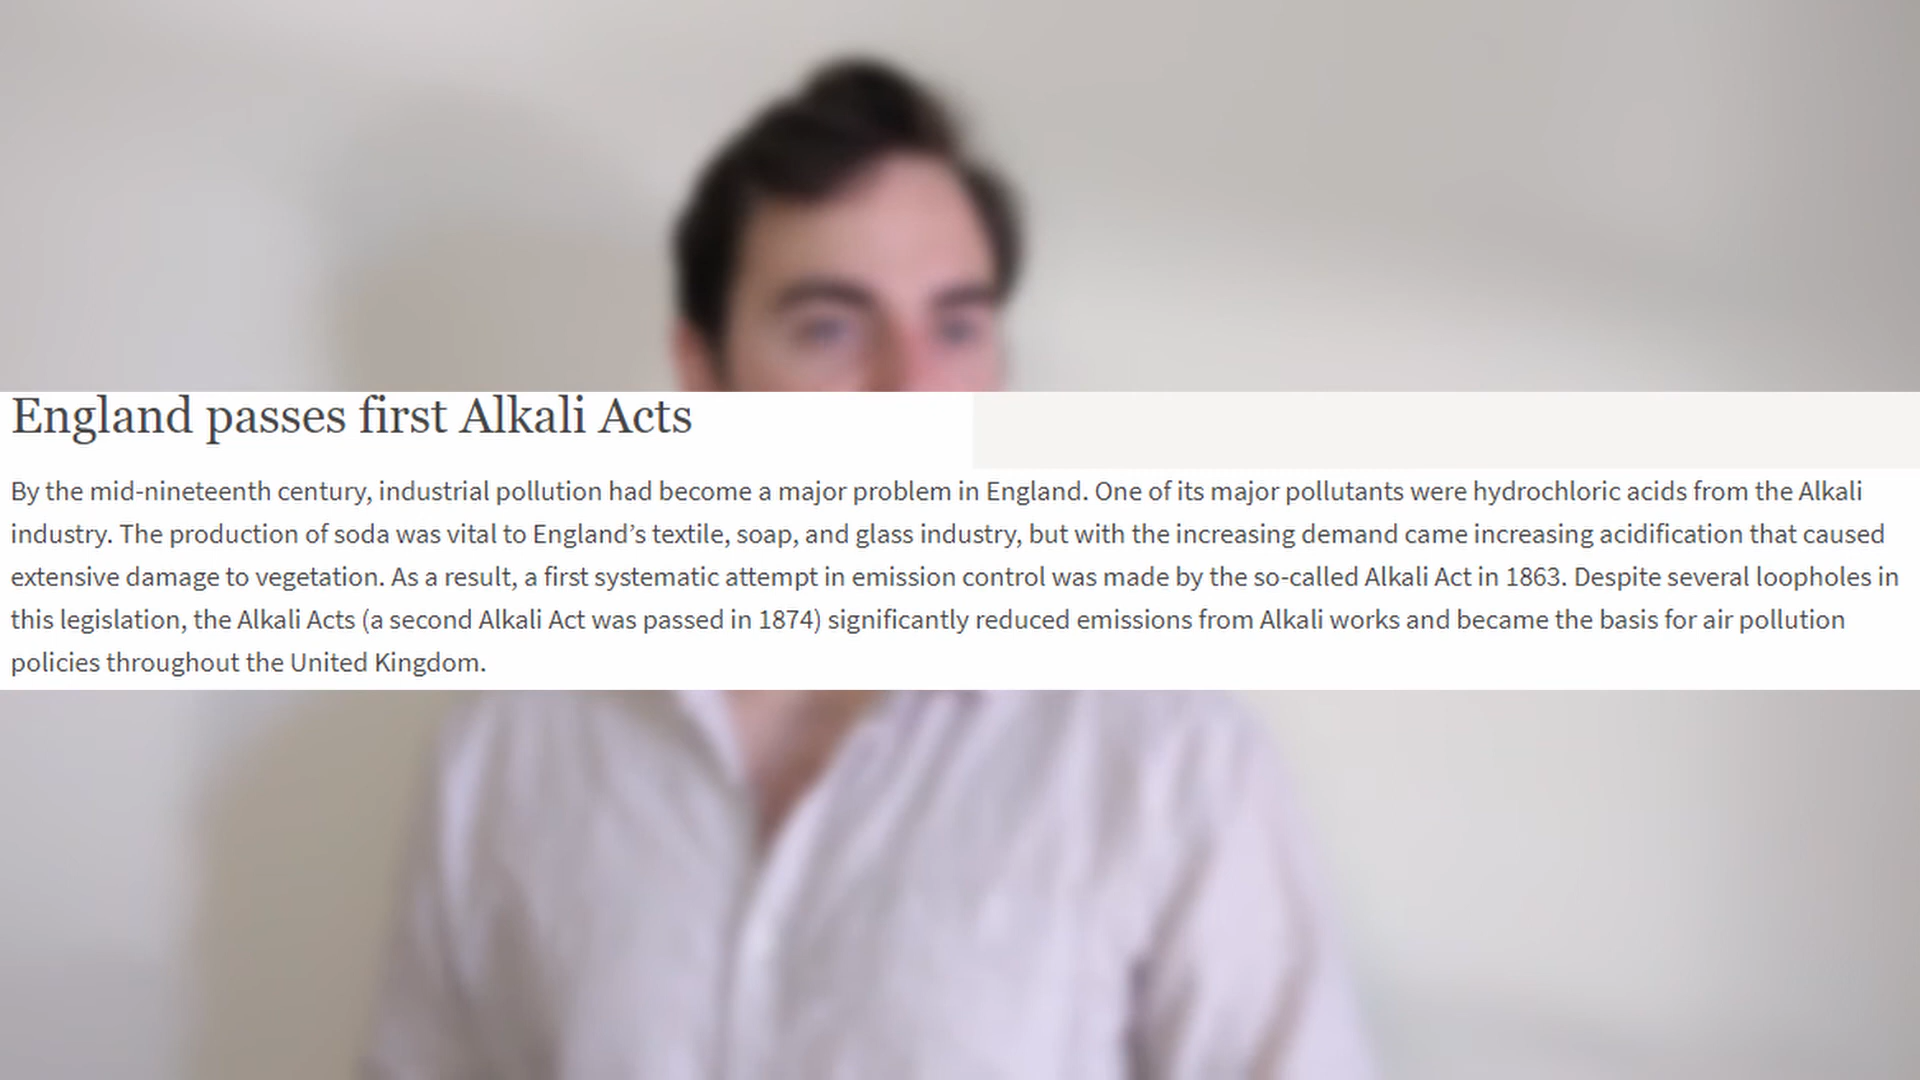 England passes first Alkali Acts
By the mid-nineteenth century, industrial pollution had become a major problem in England. One of its major pollutants were hydrochloric acids from the Alkali
industry. The production of soda was vital to England’s textile, soap, and glass industry, but with the increasing demand came increasing acidification that caused
extensive damage to vegetation. As a result, a first systematic attempt in emission control was made by the so-called Alkali Act in 1863. Despite several loopholes in
this legislation, the Alkali Acts (a second Alkali Act was passed in 1874) significantly reduced emissions from Alkali works and became the basis for air pollution
policies throughout the United Kingdom.